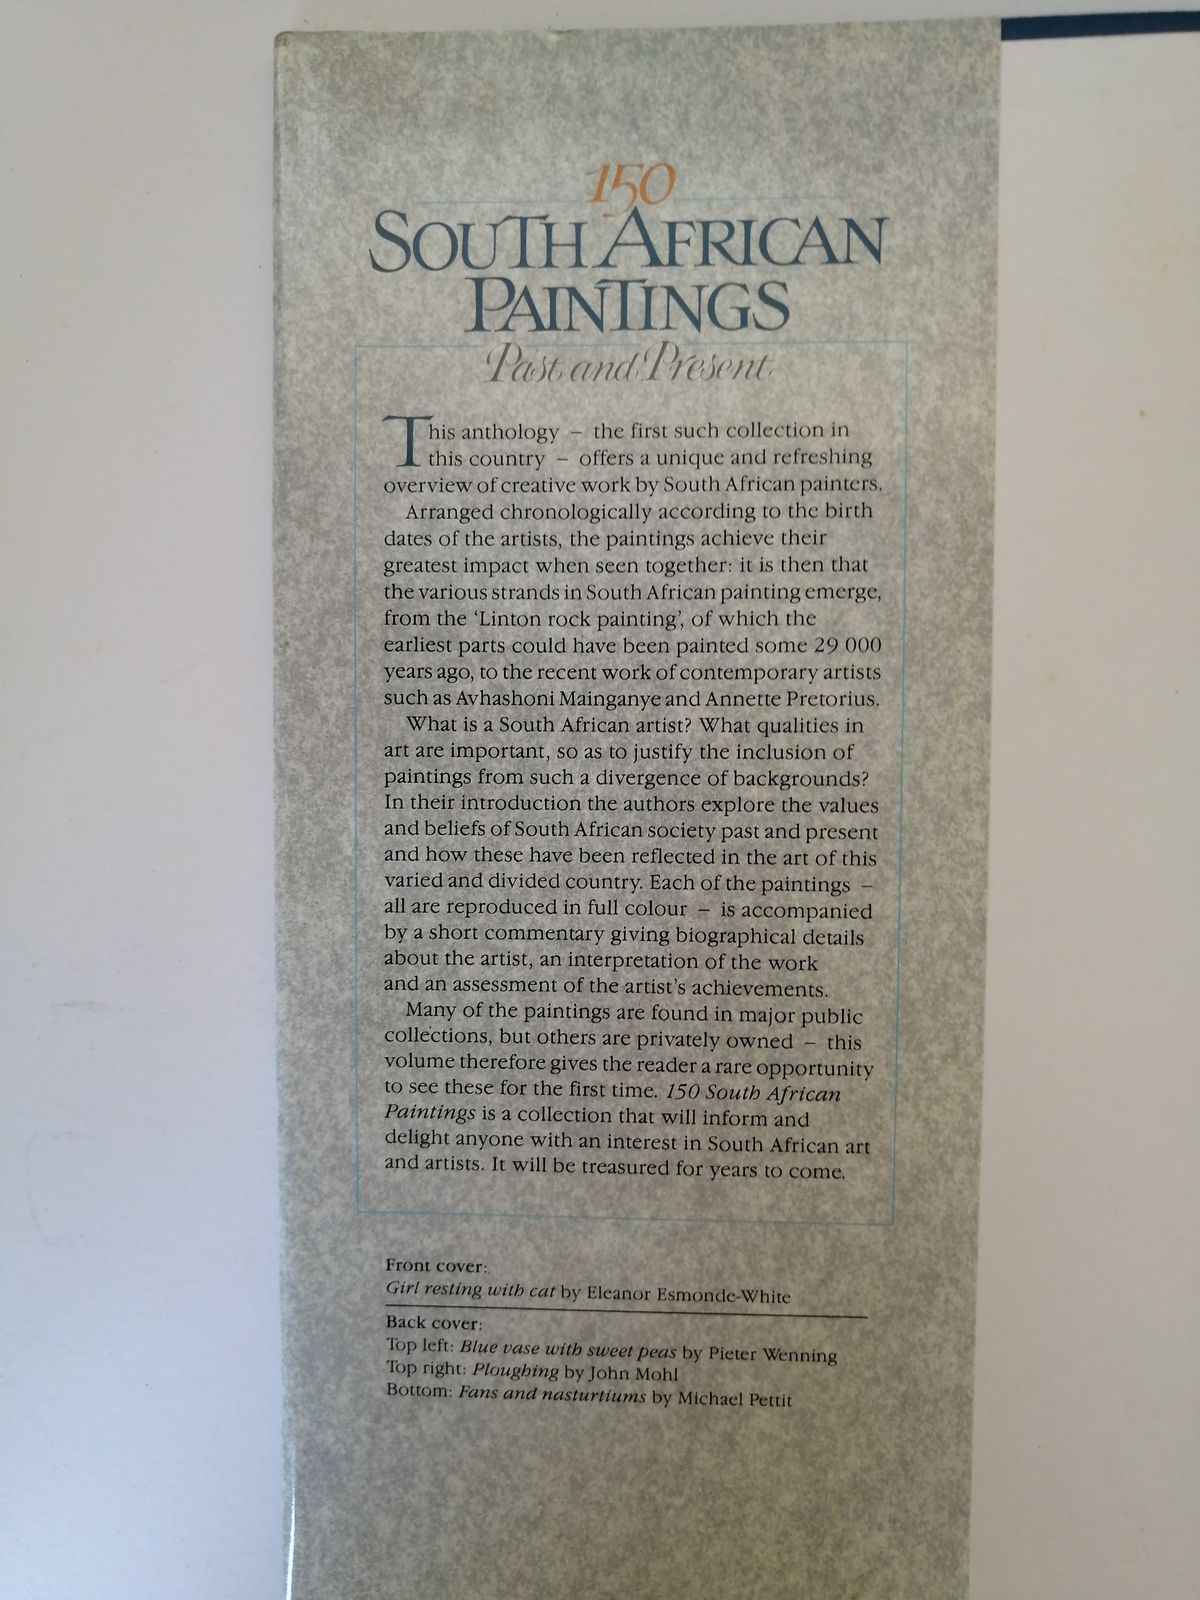 150
SOUTH AFRICAN
PAINTINGS
Past and Present
This anthology – the first such collection in
this country – offers a unique and refreshing
overview of creative work by South African painters.
Arranged chronologically according to the birth
dates of the artists, the paintings achieve their
greatest impact when seen together: it is then that
the various strands in South African painting emerge,
from the ‘Linton rock painting’, of which the
earliest parts could have been painted some 29 000
years ago, to the recent work of contemporary artists
such as Avhashoni Mainganye and Annette Pretorius.
What is a South African artist? What qualities in
art are important, so as to justify the inclusion of
paintings from such a divergence of backgrounds?
In their introduction the authors explore the values
and beliefs of South African society past and present
and how these have been reflected in the art of this
varied and divided country. Each of the paintings –
all are reproduced in full colour – is accompanied
by a short commentary giving biographical details
about the artist, an interpretation of the work
and an assessment of the artist’s achievements.
Many of the paintings are found in major public
collections, but others are privately owned – this
volume therefore gives the reader a rare opportunity
to see these for the first time. 150 South African
Paintings is a collection that will inform and
delight anyone with an interest in South African art
and artists. It will be treasured for years to come.
Front cover:
Girl resting with cat by Eleanor Esmonde-White
Back cover:
Top left: Blue vase with sweet peas by Pieter Wenning
Top right: Ploughing by John Mohl
Bottom: Fans and nasturtiums by Michael Pettit